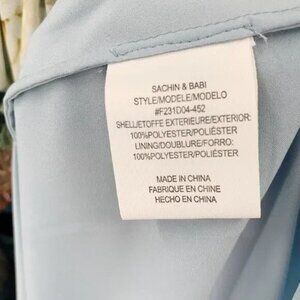 SACHIN & BABI
STYLE/MODELE/MODELO
#F231D04-452
SHELL/ETOFFE EXTERIEURE/EXTERIOR:
100%POLYESTER/POLIÉSTER
LINING/DOUBLURE/FORRO:
100%POLYESTER/POLIÉSTER
MADE IN CHINA
FABRIQUE EN CHINE
HECHO EN CHINA